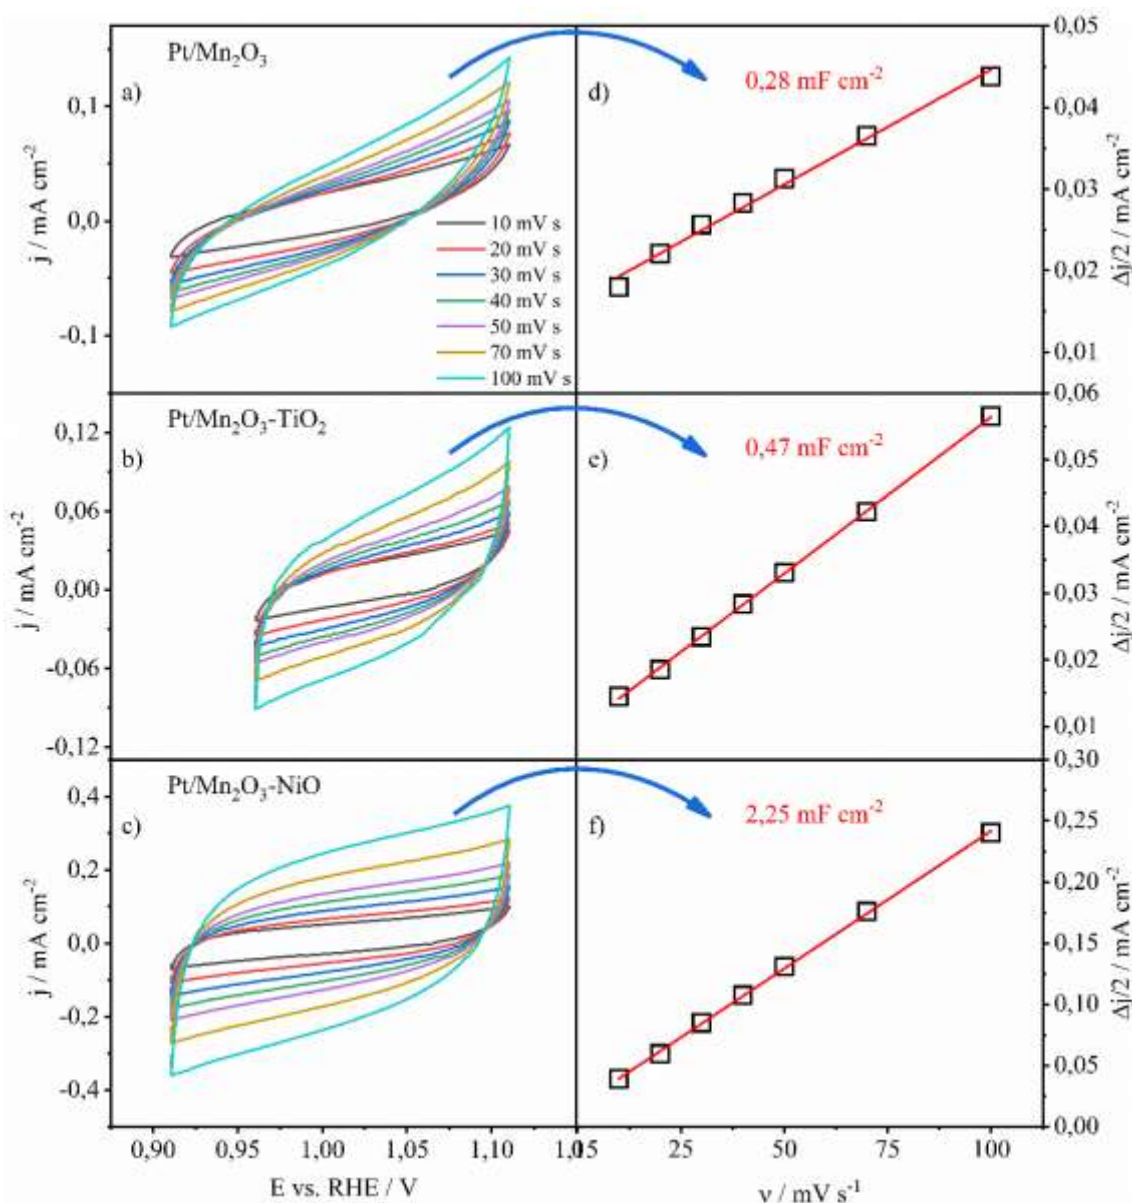 Pt/Mn₂O₃
a)
0,1
0,0
-0,1
j / mA cm⁻²
10 mV s
20 mV s
30 mV s
40 mV s
50 mV s
70 mV s
100 mV s
d)
0,28 mF cm⁻²
0,05
0,04
0,03
0,02
0,01
Δj/2 / mA cm⁻²
Pt/Mn₂O₃-TiO₂
b)
0,12
0,06
0,00
-0,06
-0,12
j / mA cm⁻²
e)
0,47 mF cm⁻²
0,06
0,05
0,04
0,03
0,02
0,01
Δj/2 / mA cm⁻²
Pt/Mn₂O₃-NiO
c)
0,4
0,2
0,0
-0,2
-0,4
j / mA cm⁻²
f)
2,25 mF cm⁻²
0,30
0,25
0,20
0,15
0,10
0,05
0,00
Δj/2 / mA cm⁻²
0,90 0,95 1,00 1,05 1,10
25 50 75 100
E vs. RHE / V
ν / mV s⁻¹